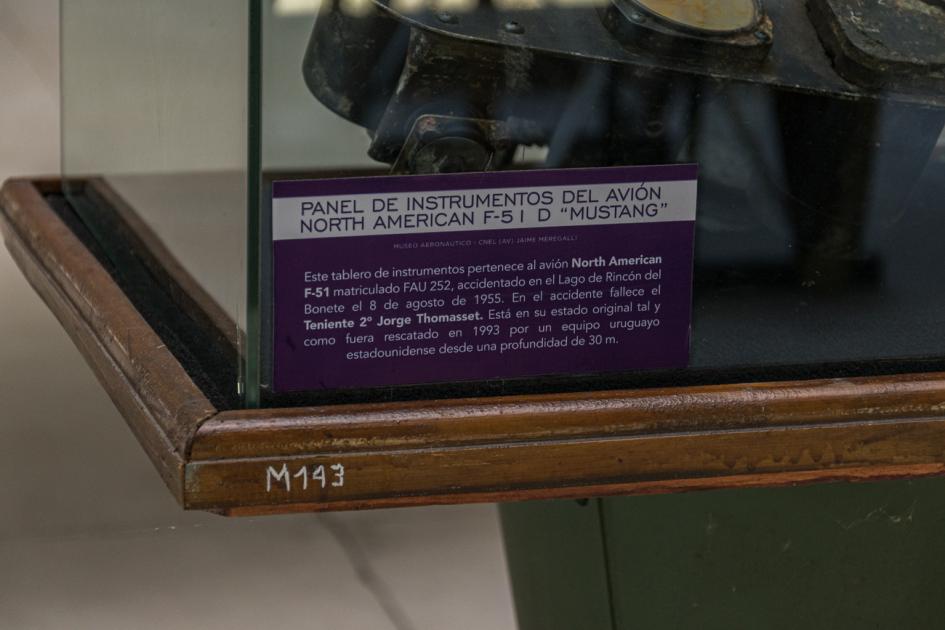 PANEL DE INSTRUMENTOS DEL AVIÓN
NORTH AMERICAN F-51 D “MUSTANG”
MUSEO AERONAUTICO - CNEL (AV) JAIME MEREGALLI
Este tablero de instrumentos pertenece al avión North American
F-51 matriculado FAU 252, accidentado en el Lago de Rincón del
Bonete el 8 de agosto de 1955. En el accidente fallece el
Teniente 2º Jorge Thomasset. Está en su estado original tal y
como fuera rescatado en 1993 por un equipo uruguayo
estadounidense desde una profundidad de 30 m.
M143